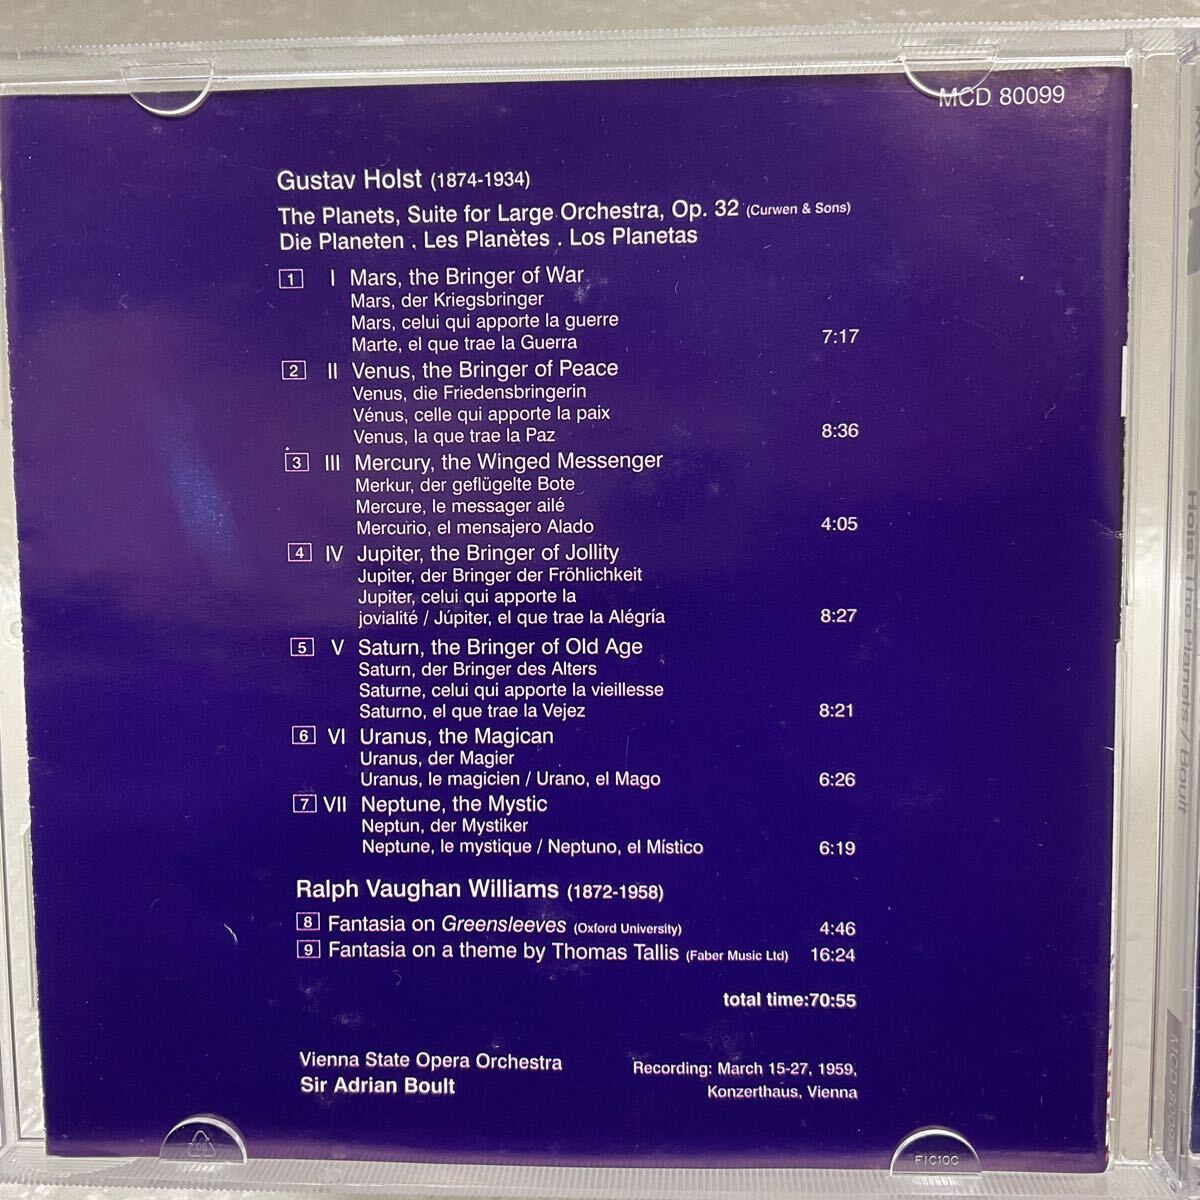 MCD 80099
Gustav Holst (1874-1934)
The Planets, Suite for Large Orchestra, Op. 32 (Curwen & Sons)
Die Planeten . Les Planètes . Los Planetas
1 I Mars, the Bringer of War
Mars, der Kriegsbringer
Mars, celui qui apporte la guerre
Marte, el que trae la Guerra 7:17
2 II Venus, the Bringer of Peace
Venus, die Friedensbringerin
Vénus, celle qui apporte la paix
Venus, la que trae la Paz 8:36
3 III Mercury, the Winged Messenger
Merkur, der geflügelte Bote
Mercure, le messager ailé
Mercurio, el mensajero Alado 4:05
4 IV Jupiter, the Bringer of Jollity
Jupiter, der Bringer der Fröhlichkeit
Jupiter, celui qui apporte la
jovialité / Júpiter, el que trae la Alégría 8:27
5 V Saturn, the Bringer of Old Age
Saturn, der Bringer des Alters
Saturne, celui qui apporte la vieillesse
Saturno, el que trae la Vejez 8:21
6 VI Uranus, the Magican
Uranus, der Magier
Uranus, le magicien / Urano, el Mago 6:26
7 VII Neptune, the Mystic
Neptun, der Mystiker
Neptune, le mystique / Neptuno, el Místico 6:19
Ralph Vaughan Williams (1872-1958)
8 Fantasia on Greensleeves (Oxford University) 4:46
9 Fantasia on a theme by Thomas Tallis (Faber Music Ltd) 16:24
total time:70:55
Vienna State Opera Orchestra
Sir Adrian Boult
Recording: March 15-27, 1959,
Konzerthaus, Vienna
FIC10C
Holst The Planets / Boult
MCD 80099